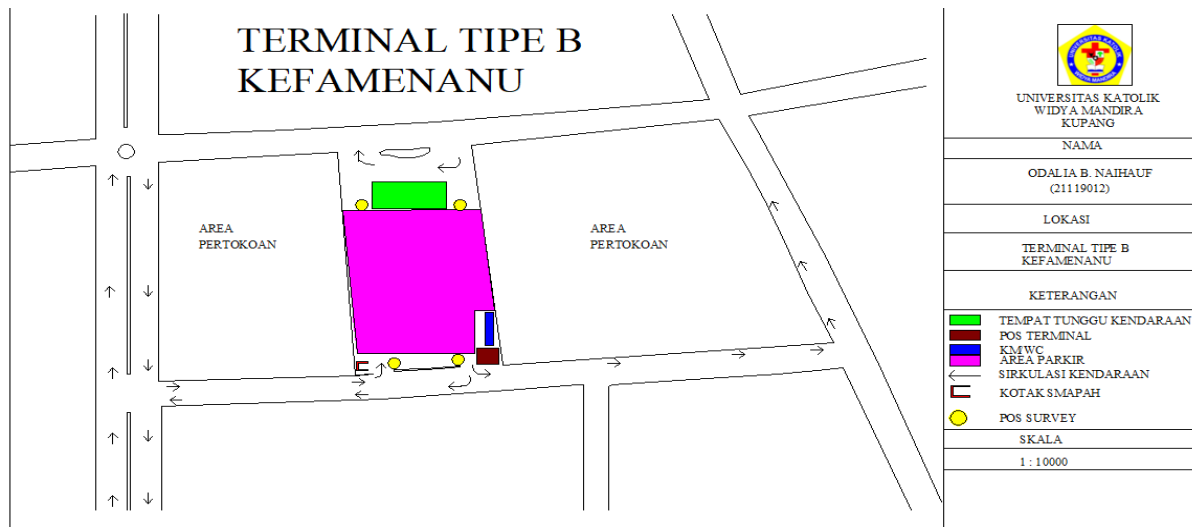 TERMINAL TIPE B
KEFAMENANU
AREA
PERTOKOAN
AREA
PERTOKOAN
UNIVERSITAS KATOLIK
WIDYA MANDIRA
KUPANG
NAMA
ODALIA B. NAIHAUF
(21119012)
LOKASI
TERMINAL TIPE B
KEFAMENANU
KETERANGAN
TEMPAT TUNGGU KENDARAAN
POS TERMINAL
KM/WC
AREA PARKIR
SIRKULASI KENDARAAN
KOTAK SMAPAH
POS SURVEY
SKALA
1 : 10000